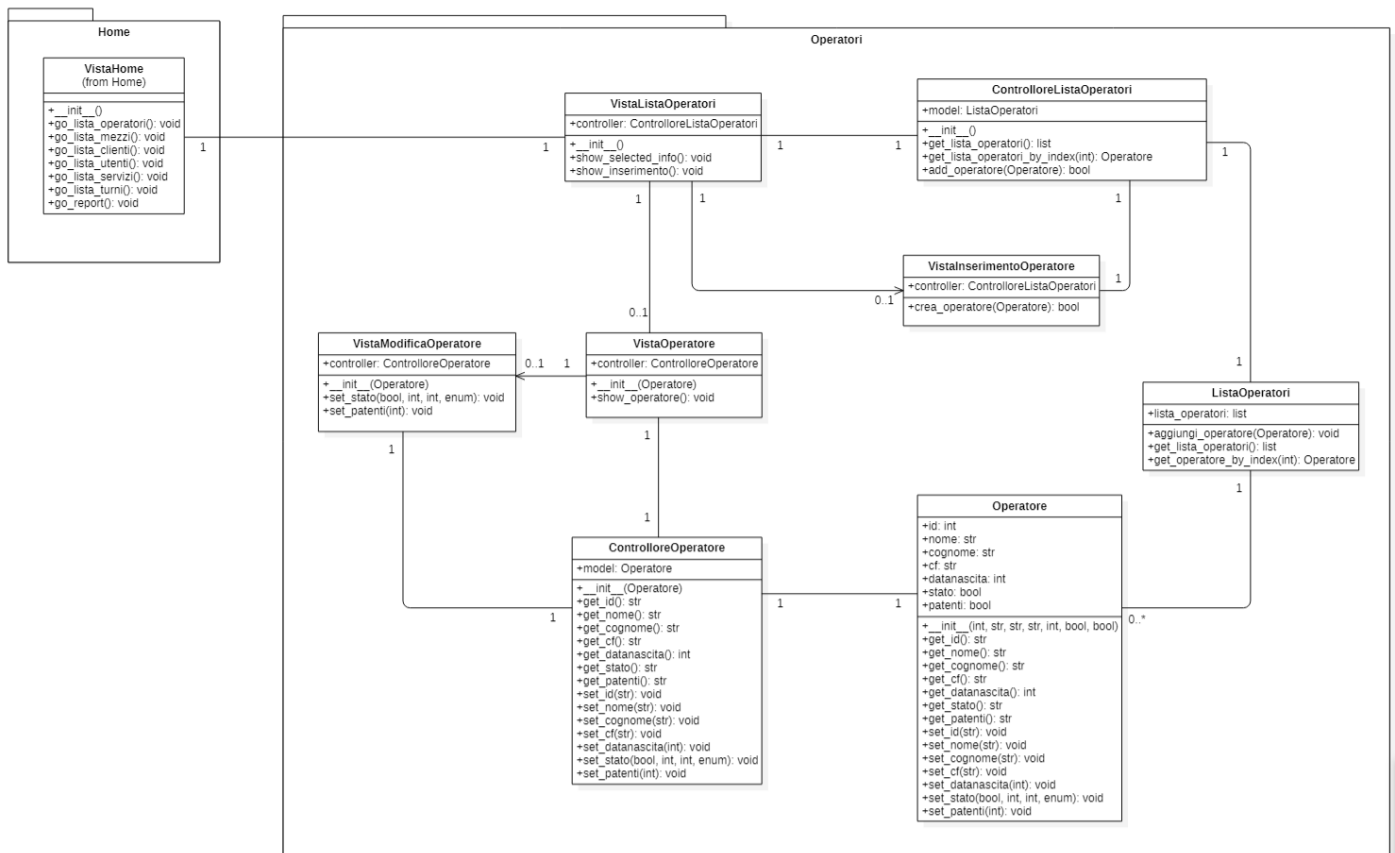 Home
VistaHome
(from Home)
+__init__()
+go_lista_operatori(): void
+go_lista_mezzi(): void
+go_lista_clienti(): void
+go_lista_utenti(): void
+go_lista_servizi(): void
+go_lista_turni(): void
+go_report(): void
1
1
Operatori
VistaListaOperatori
+controller: ControlloreListaOperatori
+__init__()
+show_selected_info(): void
+show_inserimento(): void
1
1
ControlloreListaOperatori
+model: ListaOperatori
+__init__()
+get_lista_operatori(): list
+get_lista_operatori_by_index(int): Operatore
+add_operatore(Operatore): bool
1
1
1
1
VistaInserimentoOperatore
+controller: ControlloreListaOperatori
+crea_operatore(Operatore): bool
1
0..1
0..1
VistaModificaOperatore
+controller: ControlloreOperatore
+__init__(Operatore)
+set_stato(bool, int, int, enum): void
+set_patenti(int): void
0..1
1
VistaOperatore
+controller: ControlloreOperatore
+__init__(Operatore)
+show_operatore(): void
1
ListaOperatori
+lista_operatori: list
+aggiungi_operatore(Operatore): void
+get_lista_operatori(): list
+get_operatore_by_index(int): Operatore
1
1
1
1
ControlloreOperatore
+model: Operatore
+__init__(Operatore)
+get_id(): str
+get_nome(): str
+get_cognome(): str
+get_cf(): str
+get_datanascita(): int
+get_stato(): str
+get_patenti(): str
+set_id(str): void
+set_nome(str): void
+set_cognome(str): void
+set_cf(str): void
+set_datanascita(int): void
+set_stato(bool, int, int, enum): void
+set_patenti(int): void
1
1
1
Operatore
+id: int
+nome: str
+cognome: str
+cf: str
+datanascita: int
+stato: bool
+patenti: bool
+__init__(int, str, str, str, int, bool, bool)
+get_id(): str
+get_nome(): str
+get_cognome(): str
+get_cf(): str
+get_datanascita(): int
+get_stato(): str
+get_patenti(): str
+set_id(str): void
+set_nome(str): void
+set_cognome(str): void
+set_cf(str): void
+set_datanascita(int): void
+set_stato(bool, int, int, enum): void
+set_patenti(int): void
0..*